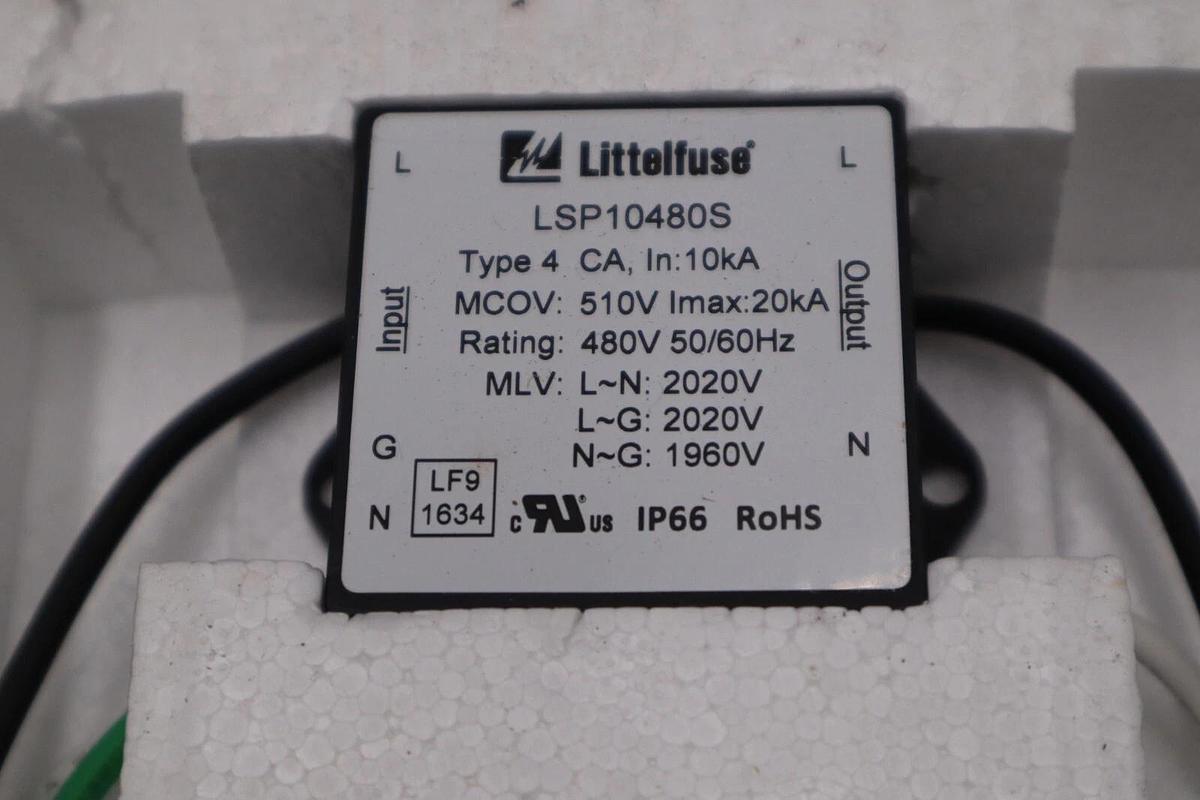 L
Littelfuse®
L
LSP10480S
Type 4 CA, In:10kA
MCOV: 510V Imax:20kA
Rating: 480V 50/60Hz
MLV: L~N: 2020V
L~G: 2020V
N~G: 1960V
Input
Output
G
N
N
LF9
1634
c RU® US IP66 RoHS